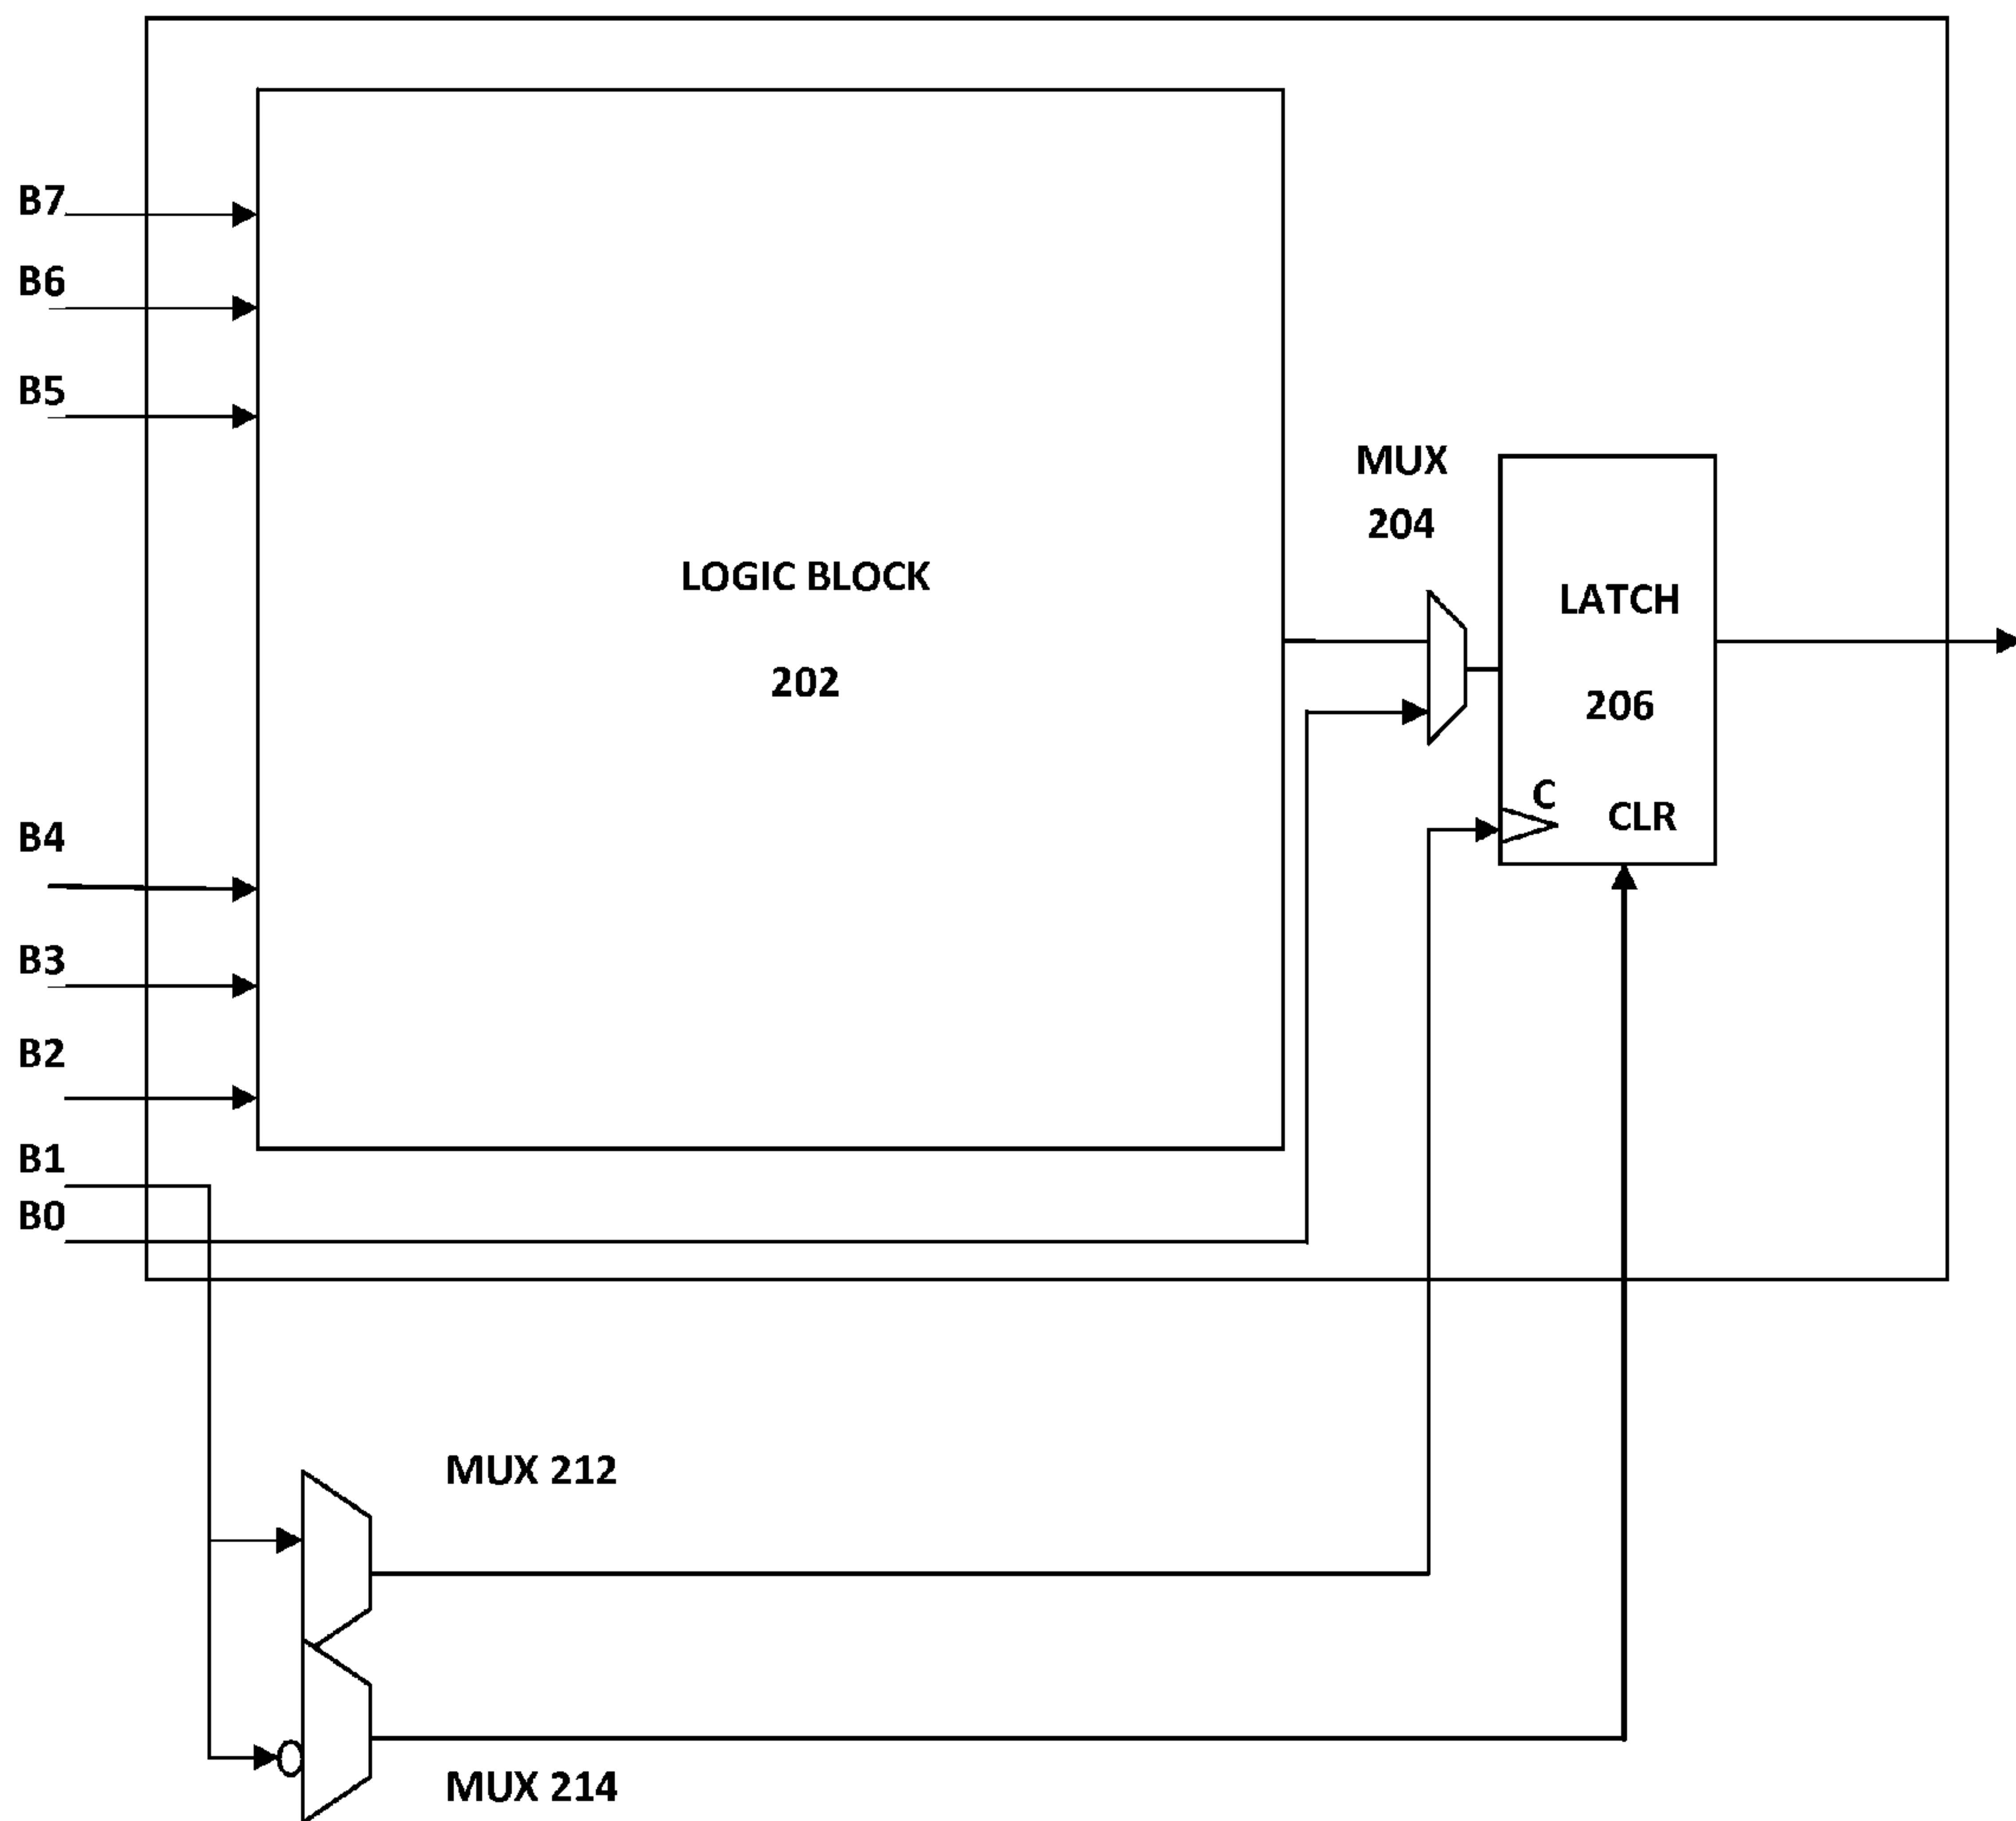 B7
B6
B5
MUX
204
LOGIC BLOCK
202
LATCH
206
C
CLR
B4
B3
B2
B1
B0
MUX 212
MUX 214